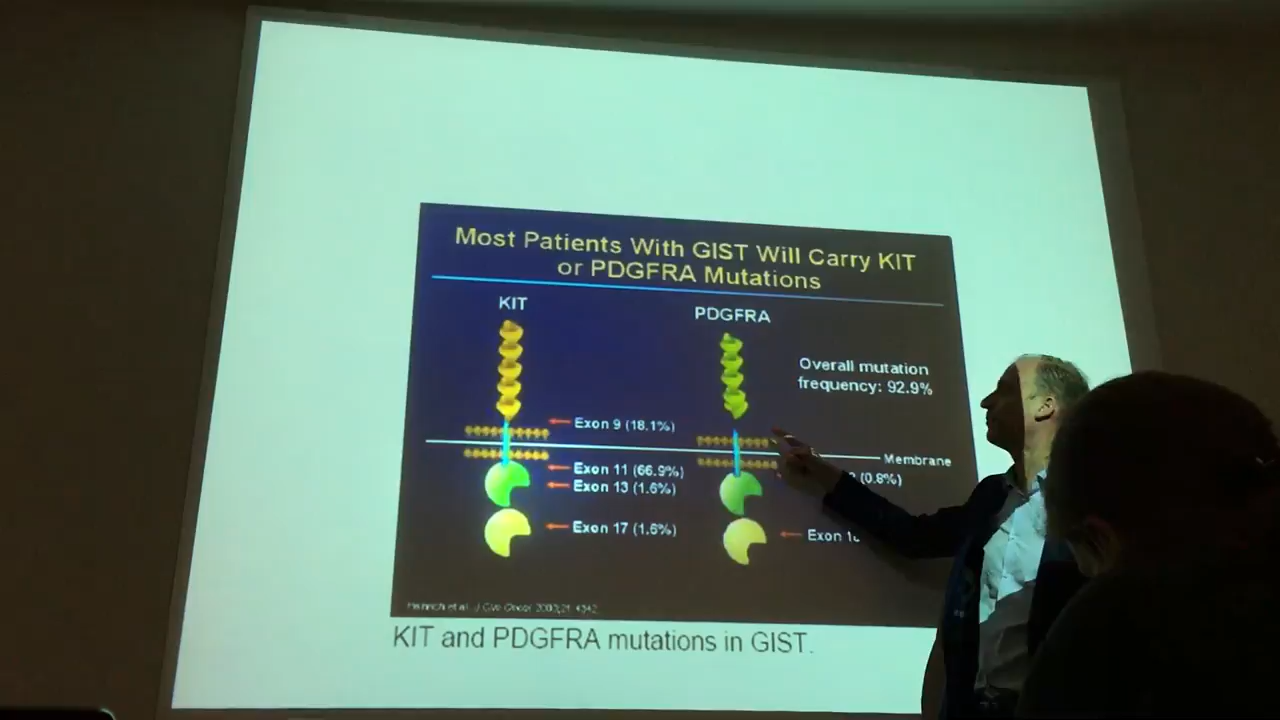 Most Patients With GIST Will Carry KIT
or PDGFRA Mutations
KIT
PDGFRA
Overall mutation
frequency: 92.9%
Exon 9 (18.1%)
Membrane
Exon 11 (66.9%)
(0.8%)
Exon 13 (1.6%)
Exon 17 (1.6%)
Exon
KIT and PDGFRA mutations in GIST.